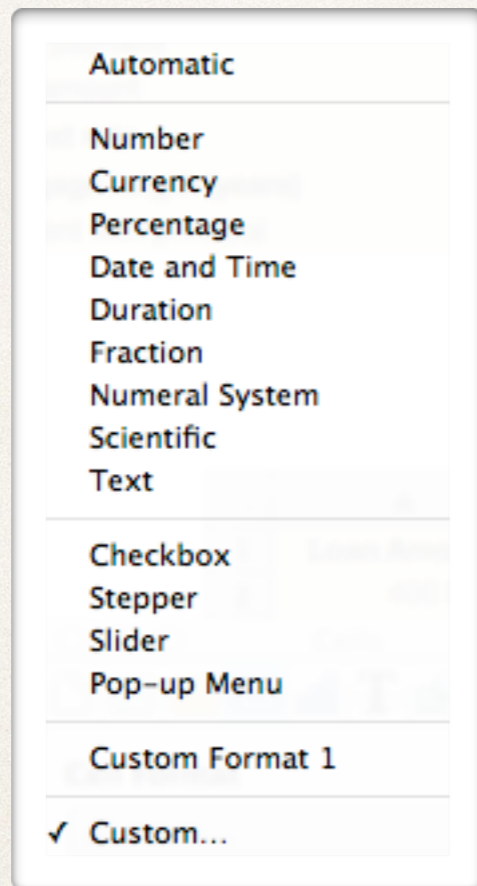 Automatic
Number
Currency
Percentage
Date and Time
Duration
Fraction
Numeral System
Scientific
Text
Checkbox
Stepper
Slider
Pop-up Menu
Custom Format 1
✓ Custom...